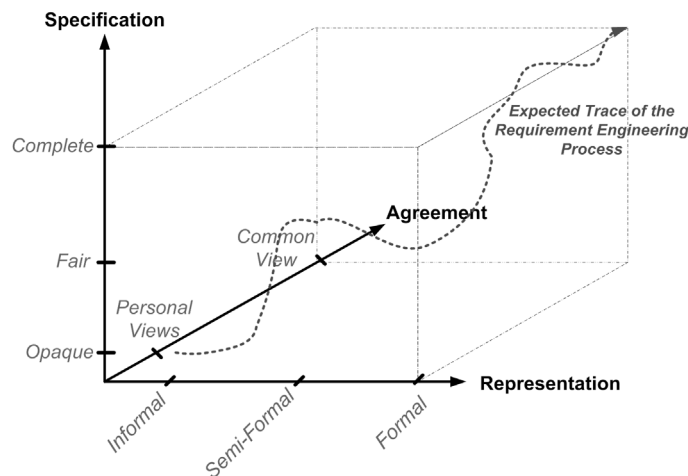 Specification
Complete
Expected Trace of the
Requirement Engineering
Process
Agreement
Common
View
Fair
Personal
Views
Opaque
Representation
Informal
Semi-Formal
Formal